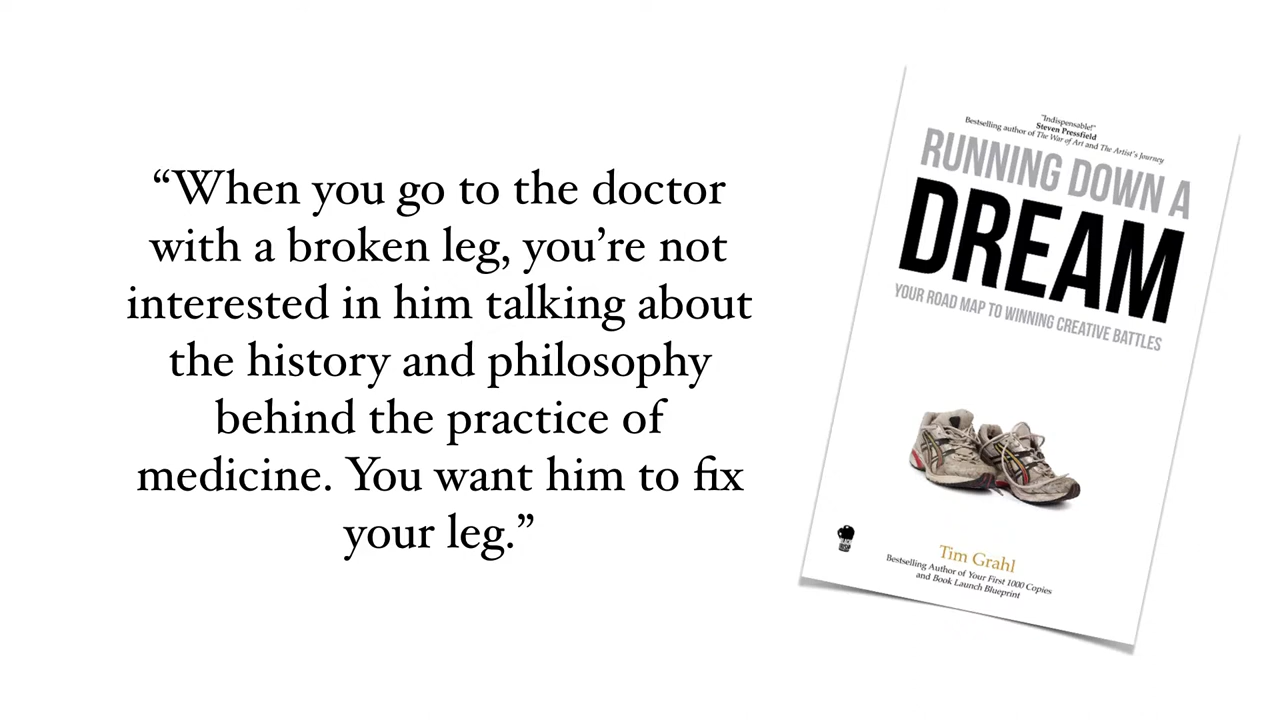 “When you go to the doctor
with a broken leg, you’re not
interested in him talking about
the history and philosophy
behind the practice of
medicine. You want him to fix
your leg.”
"Indispensable!"
Steven Pressfield
Bestselling author of The War of Art and The Artist's Journey
RUNNING DOWN A
DREAM
YOUR ROAD MAP TO WINNING CREATIVE BATTLES
Tim Grahl
Bestselling Author of Your First 1000 Copies
and Book Launch Blueprint